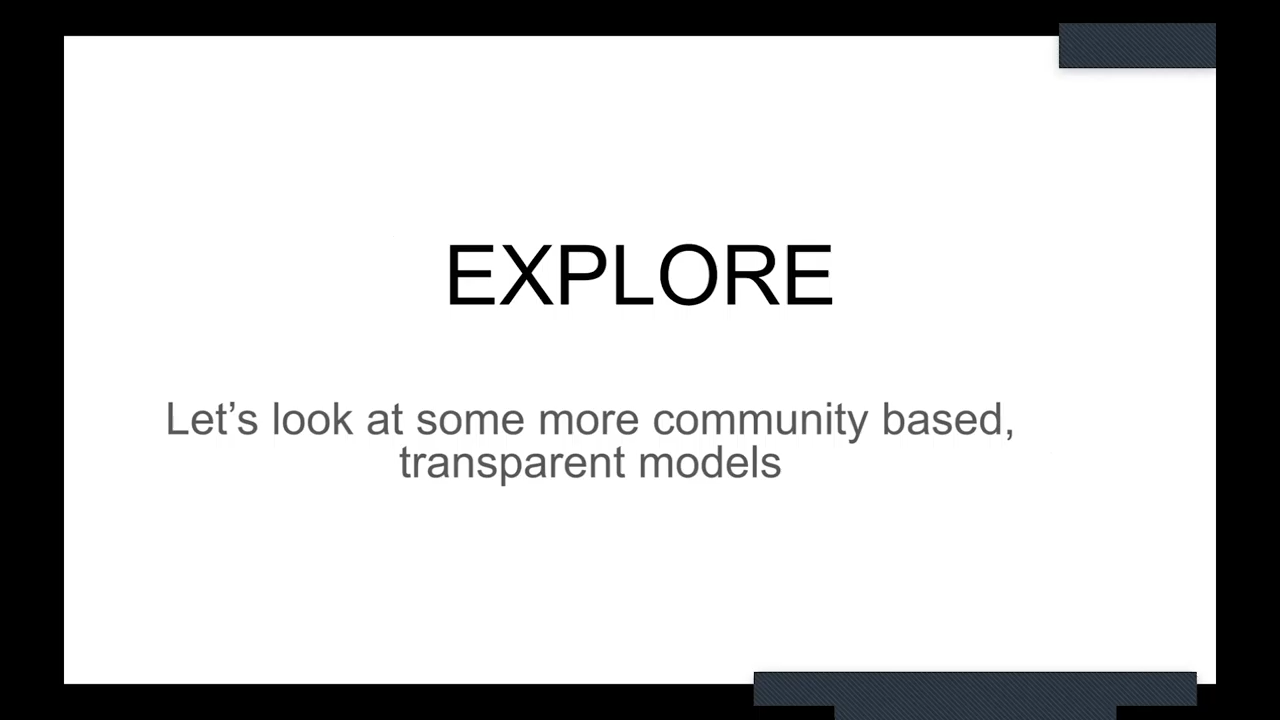 EXPLORE
Let’s look at some more community based,
transparent models